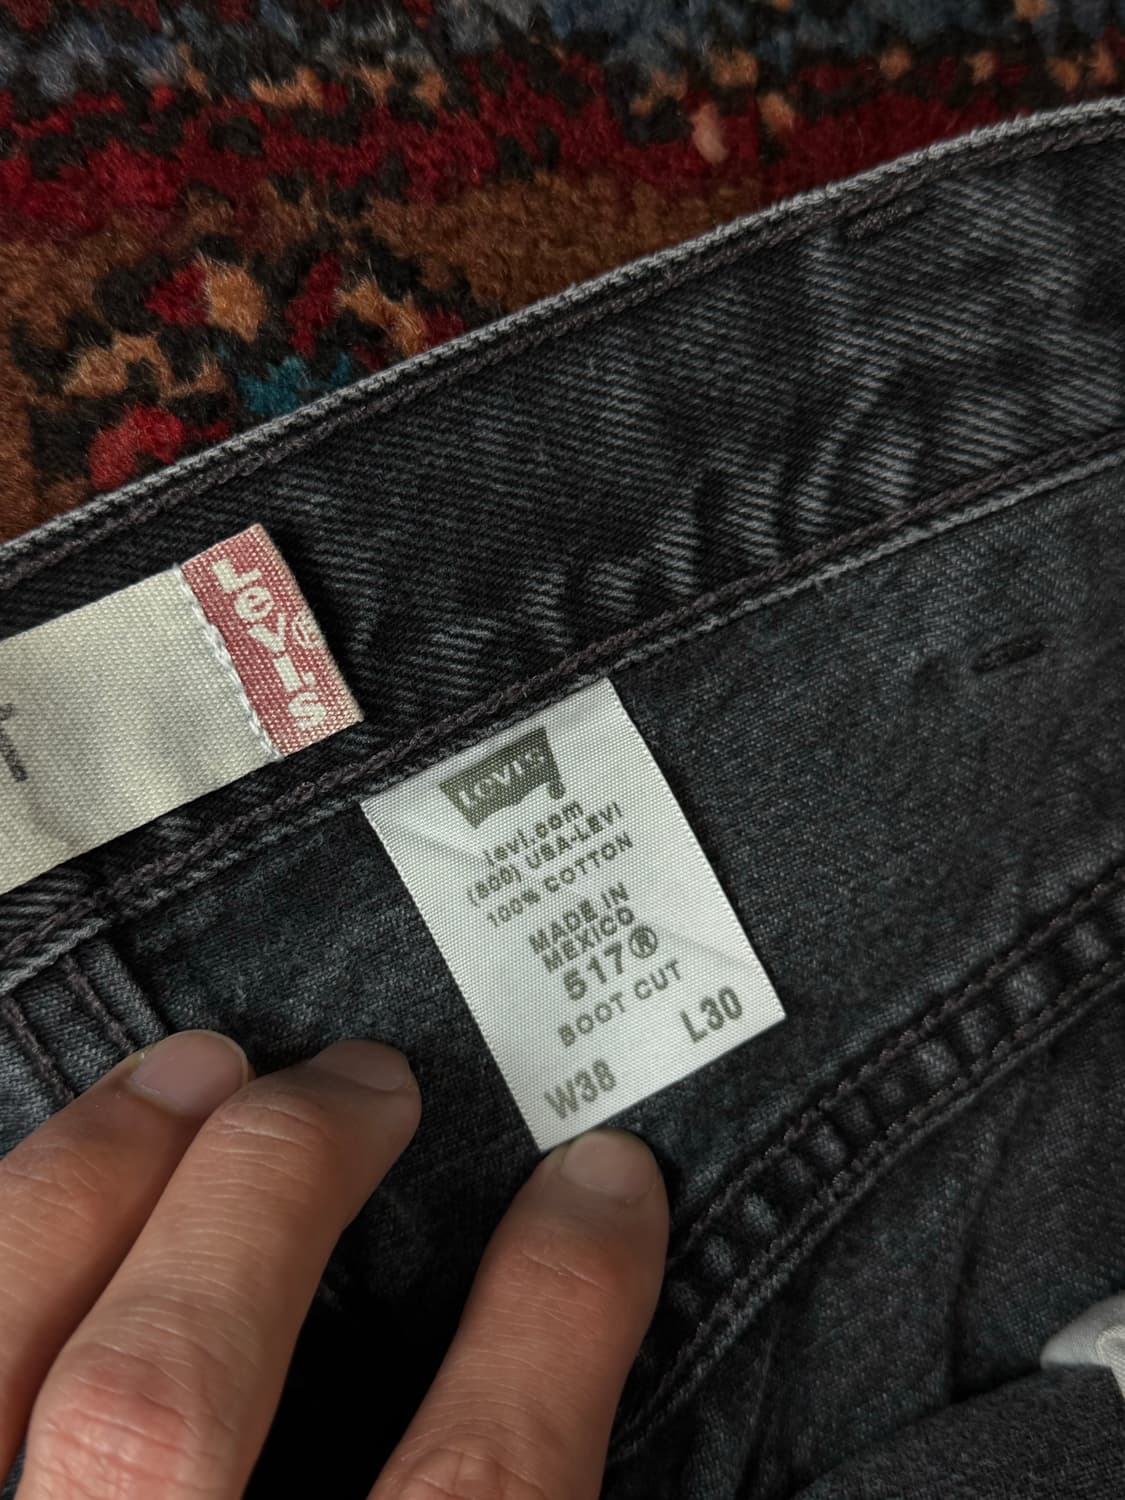 LeVI'S®
LEVI'S
levi.com
(800) USA-LEVI
100% COTTON
MADE IN
MEXICO
517®
BOOT CUT
W38 L30